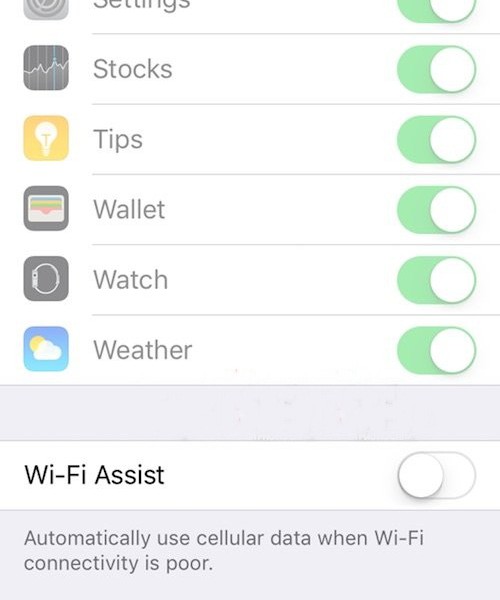 Settings
Stocks
Tips
Wallet
Watch
Weather
Wi-Fi Assist
Automatically use cellular data when Wi-Fi
connectivity is poor.